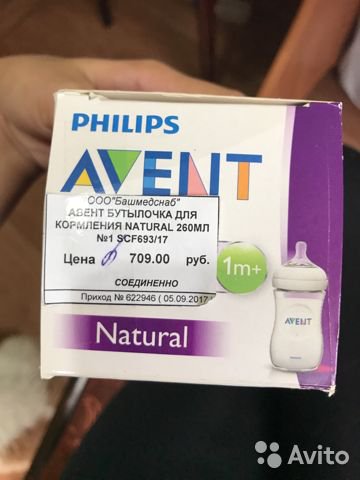 PHILIPS
AVENT
ООО"Башмедснаб"
АВЕНТ БУТЫЛОЧКА ДЛЯ
КОРМЛЕНИЯ NATURAL 260МЛ
№1 SCF693/17
Цена 709.00 руб.
СОЕДИНЕННО
Приход № 622946 ( 05.09.2017
1m+
AVENT
Natural
Avito